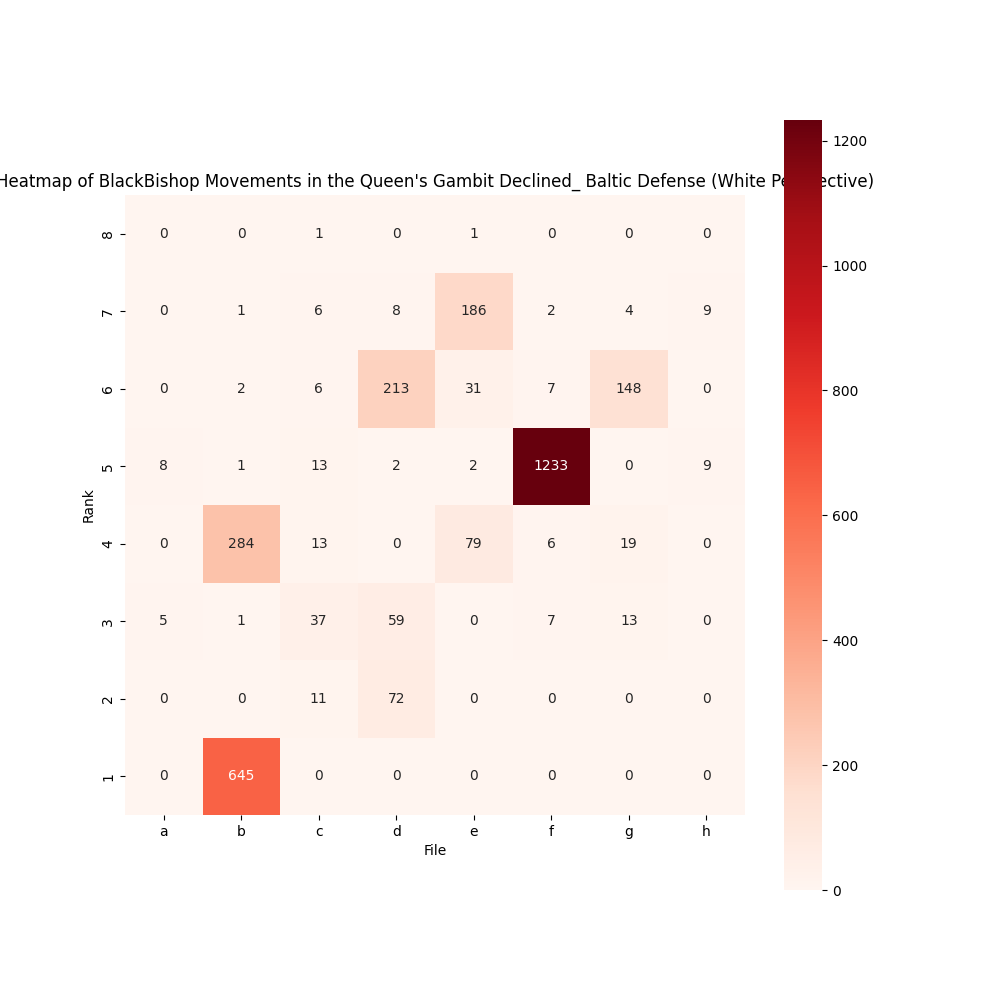 Heatmap of BlackBishop Movements in the Queen's Gambit Declined_ Baltic Defense (White Pe ective)
1200
1000
800
600
400
200
0
Rank
8 0 0 1 0 1 0 0 0
7 0 1 6 8 186 2 4 9
6 0 2 6 213 31 7 148 0
5 8 1 13 2 2 1233 0 9
4 0 284 13 0 79 6 19 0
3 5 1 37 59 0 7 13 0
2 0 0 11 72 0 0 0 0
1 0 645 0 0 0 0 0 0
a b c d e f g h
File